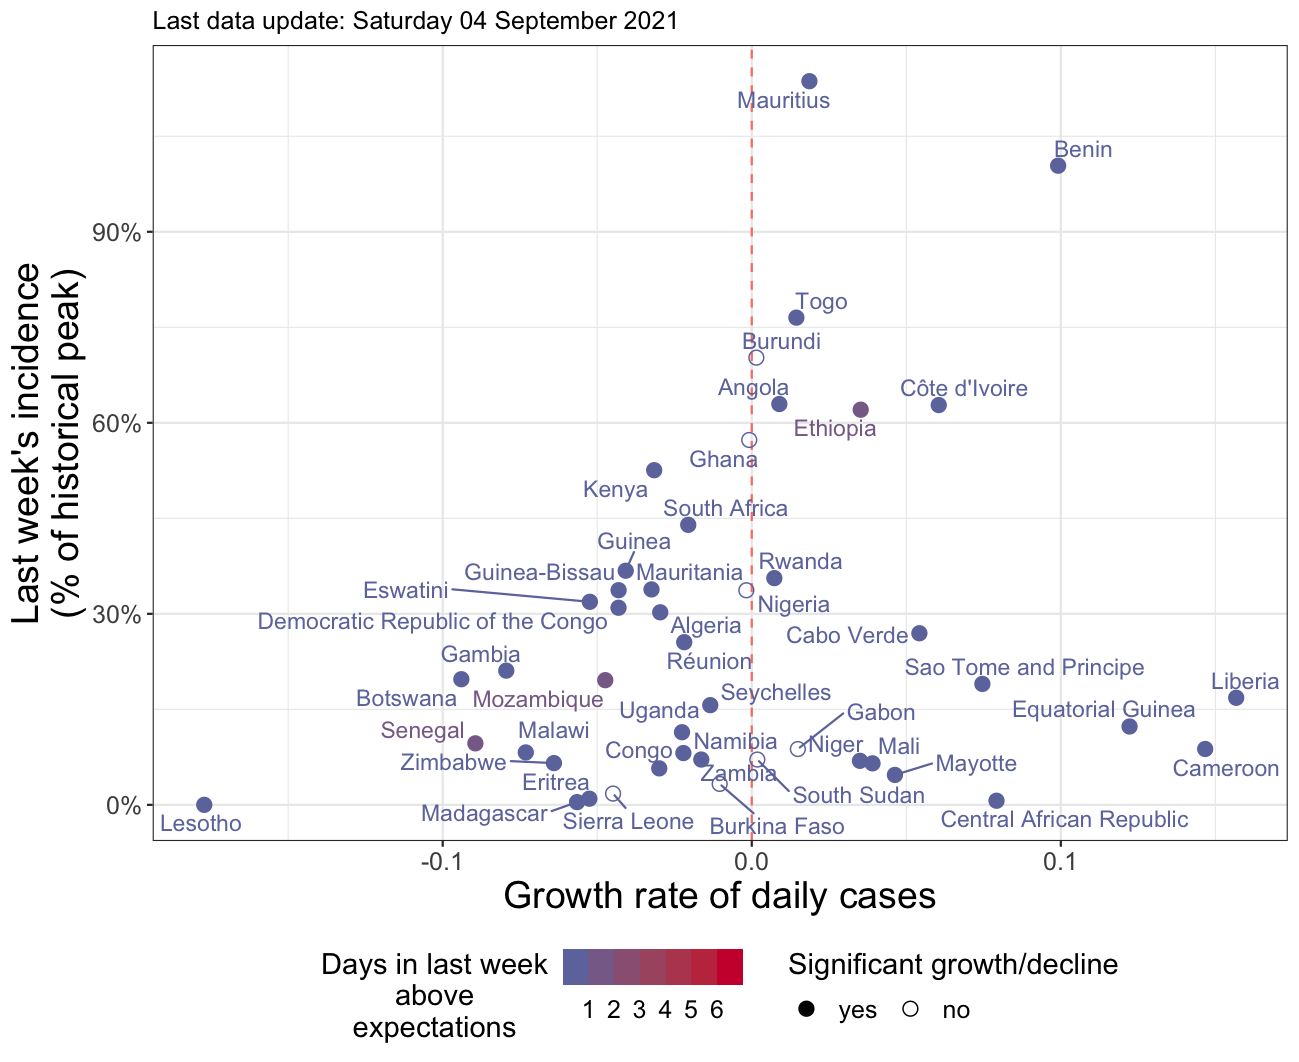 Last data update: Saturday 04 September 2021
Mauritius
Benin
90%
Togo
Burundi
Angola
Côte d'Ivoire
60%
Ethiopia
Ghana
Kenya
South Africa
Guinea
Rwanda
Guinea-Bissau
Mauritania
Eswatini
Nigeria
30%
Democratic Republic of the Congo
Algeria
Cabo Verde
Réunion
Gambia
Sao Tome and Principe
Liberia
Botswana
Mozambique
Seychelles
Uganda
Gabon
Equatorial Guinea
Senegal
Malawi
Namibia
Niger
Mali
Congo
Zimbabwe
Mayotte
Cameroon
Zambia
Eritrea
South Sudan
0%
Madagascar
Lesotho
Sierra Leone
Burkina Faso
Central African Republic
Last week's incidence
(% of historical peak)
-0.1
0.0
0.1
Growth rate of daily cases
Days in last week
above
expectations
1 2 3 4 5 6
Significant growth/decline
yes
no